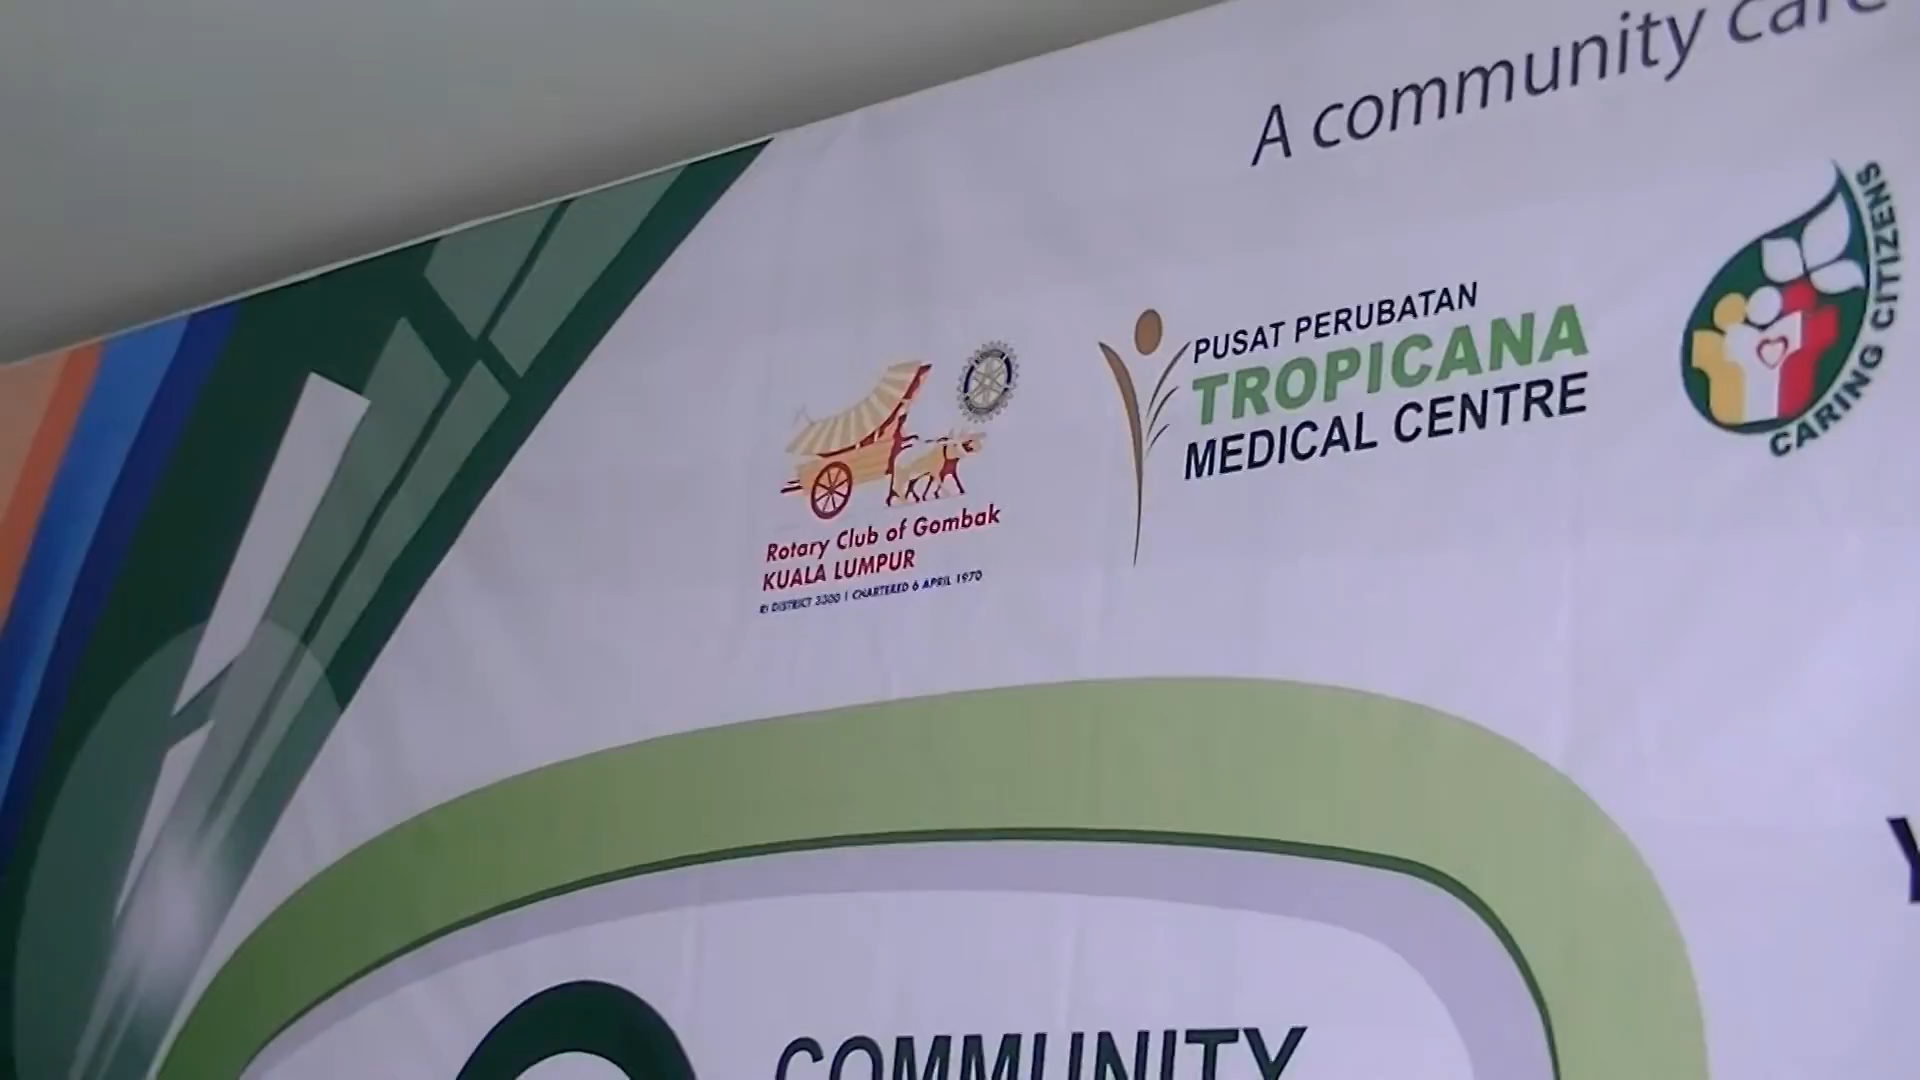 A community care
PUSAT PERUBATAN
TROPICANA
MEDICAL CENTRE
CARING CITIZENS
Rotary Club of Gombak
KUALA LUMPUR
RI DISTRICT 3300 | CHARTERED 6 APRIL 1970
COMMUNITY